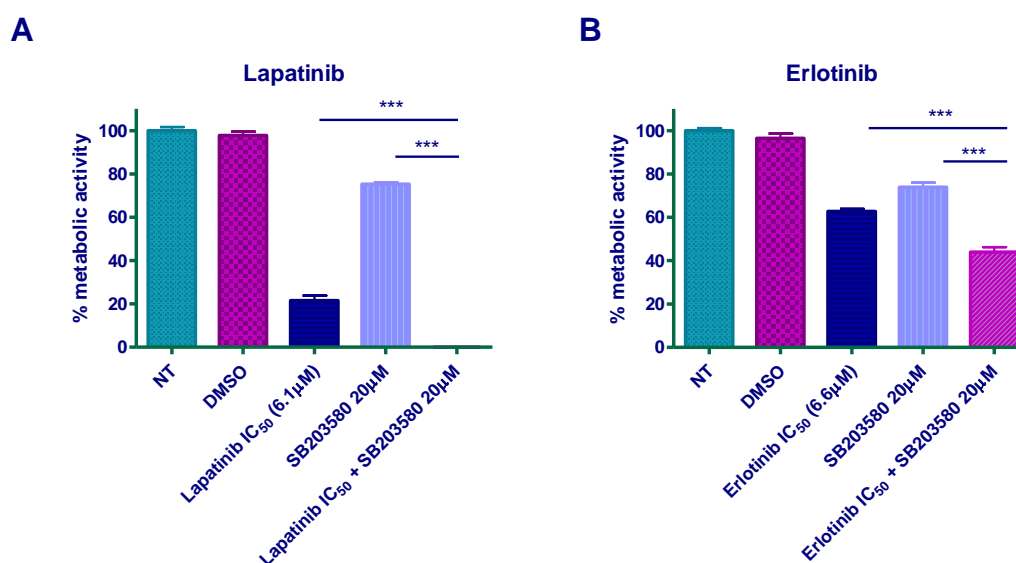 A
Lapatinib
% metabolic activity
100
80
60
40
20
0
***
***
NT
DMSO
Lapatinib IC₅₀ (6.1µM)
SB203580 20µM
Lapatinib IC₅₀ + SB203580 20µM
B
Erlotinib
% metabolic activity
100
80
60
40
20
0
***
***
NT
DMSO
Erlotinib IC₅₀ (6.6µM)
SB203580 20µM
Erlotinib IC₅₀ + SB203580 20µM